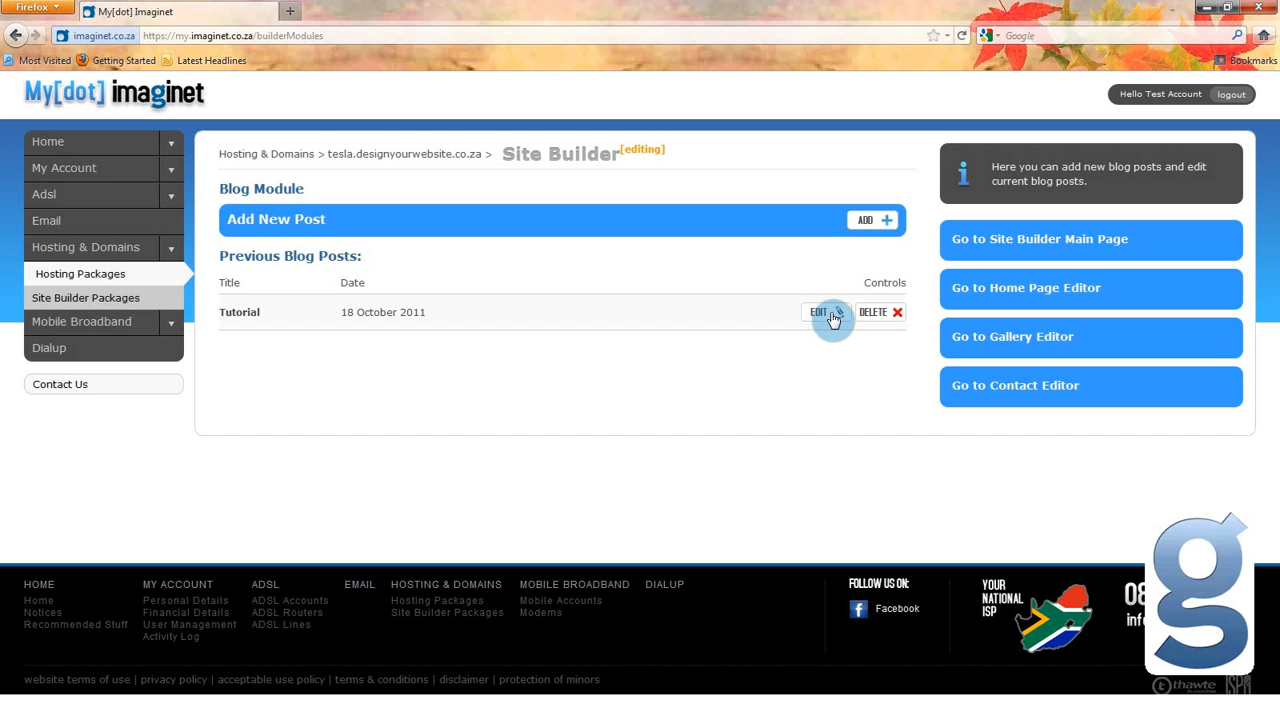 Firefox
My[dot] Imaginet
imaginet.co.za
https://my.imaginet.co.za/builderModules
Google
Most Visited
Getting Started
Latest Headlines
Bookmarks
My[dot] imaginet
Hello Test Account
logout
Home
My Account
Adsl
Email
Hosting & Domains
Hosting Packages
Site Builder Packages
Mobile Broadband
Dialup
Contact Us
Hosting & Domains > tesla.designyourwebsite.co.za >
Site Builder[editing]
Blog Module
Add New Post
ADD
Previous Blog Posts:
Title Date Controls
Tutorial 18 October 2011 EDIT DELETE
Here you can add new blog posts and edit
current blog posts.
Go to Site Builder Main Page
Go to Home Page Editor
Go to Gallery Editor
Go to Contact Editor
HOME
Home
Notices
Recommended Stuff
MY ACCOUNT
Personal Details
Financial Details
User Management
Activity Log
ADSL
ADSL Accounts
ADSL Routers
ADSL Lines
EMAIL
HOSTING & DOMAINS
Hosting Packages
Site Builder Packages
MOBILE BROADBAND
Mobile Accounts
Modems
DIALUP
FOLLOW US ON:
Facebook
YOUR
NATIONAL
ISP
08
info
g
website terms of use | privacy policy | acceptable use policy | terms & conditions | disclaimer | protection of minors
thawte